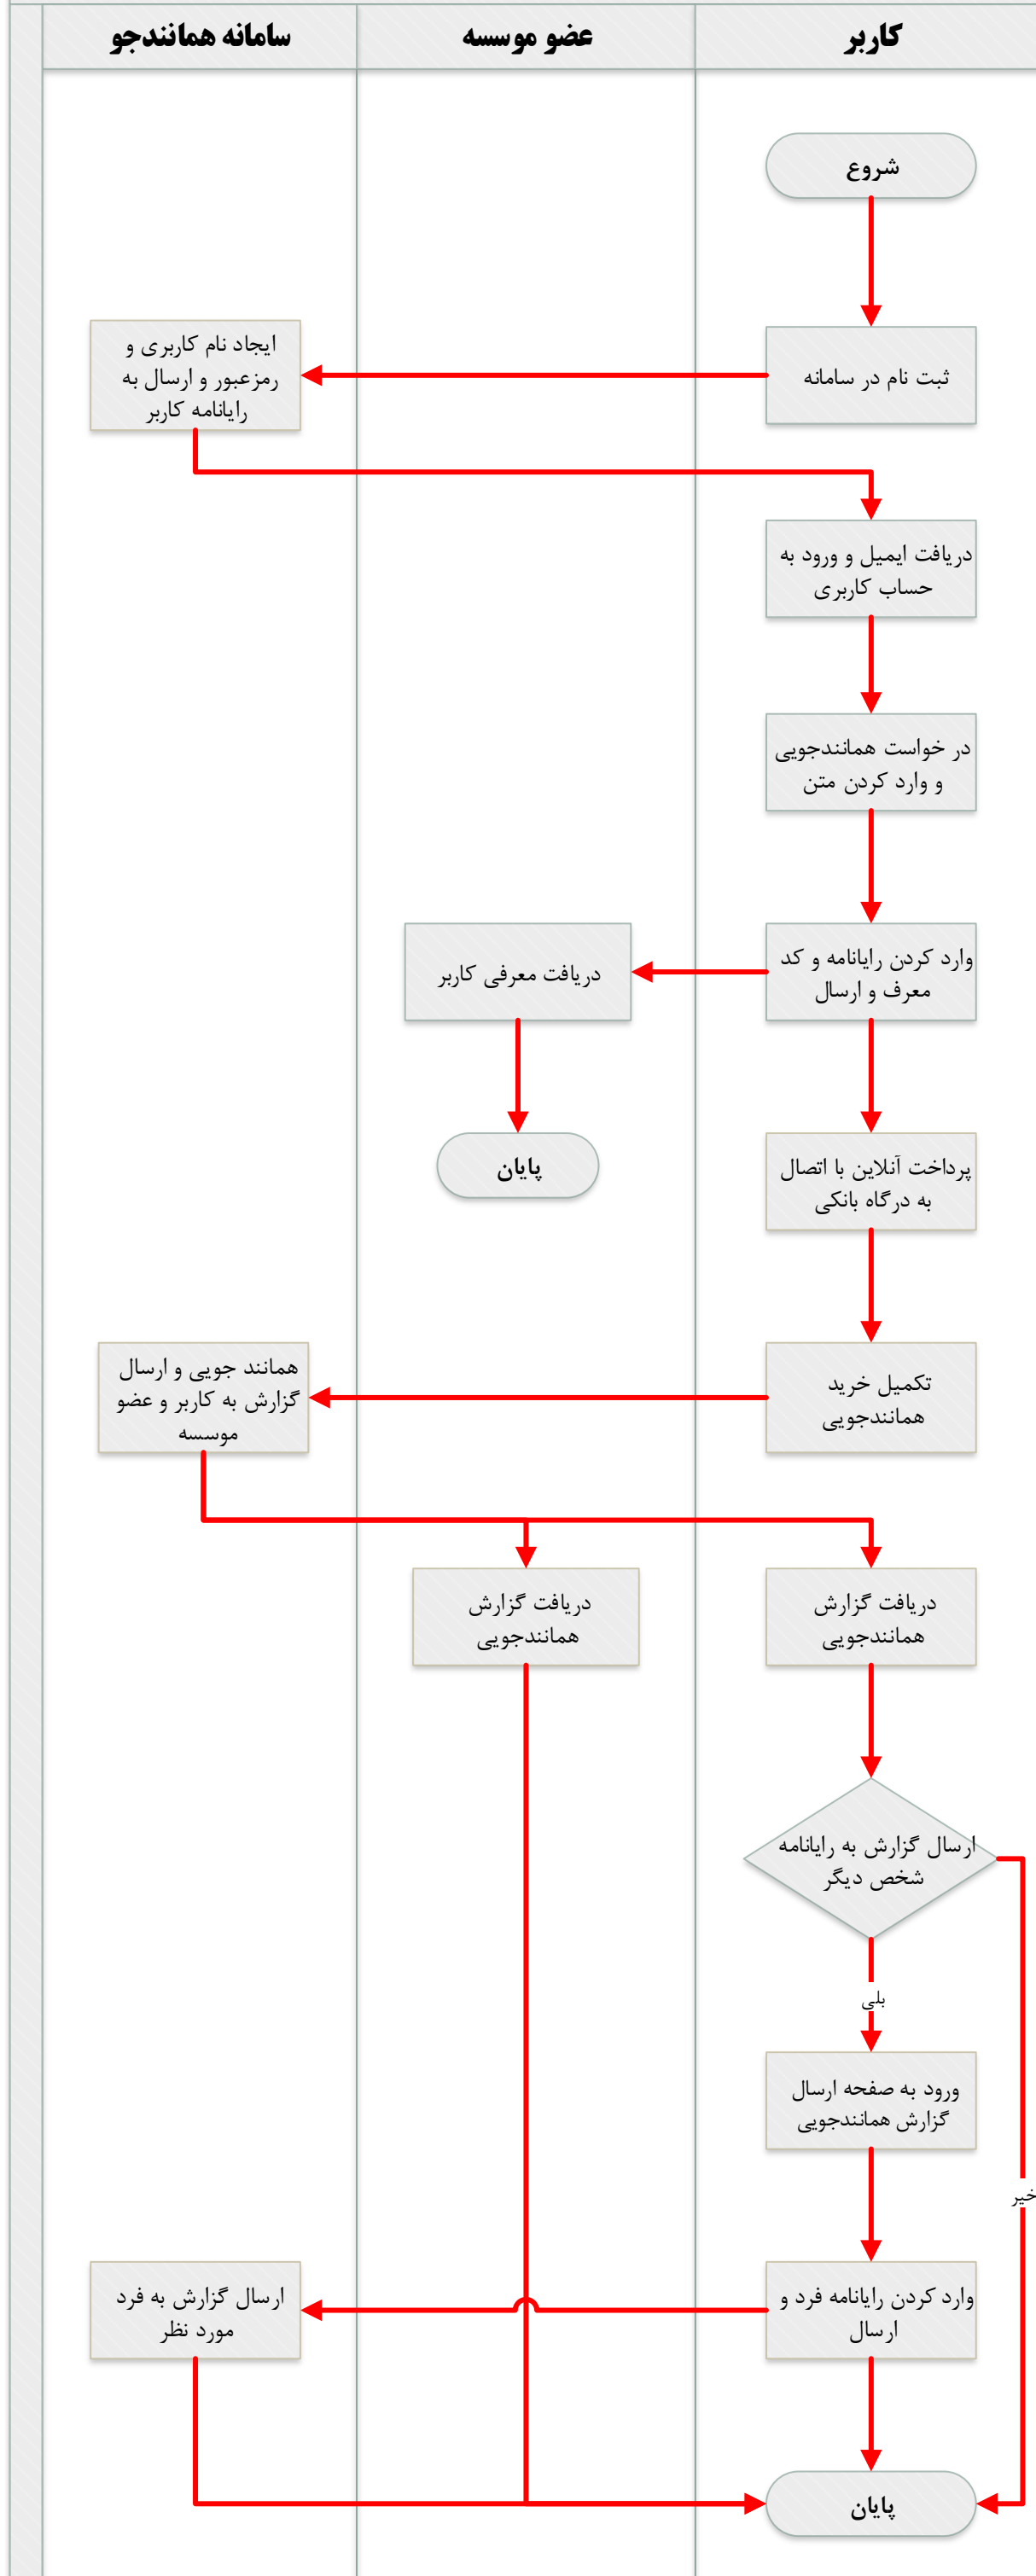 کاربر
عضو موسسه
سامانه همانندجو
شروع
ثبت نام در سامانه
ایجاد نام کاربری و
رمزعبور و ارسال به
رایانامه کاربر
دریافت ایمیل و ورود به
حساب کاربری
در خواست همانندجویی
و وارد کردن متن
وارد کردن رایانامه و کد
معرف و ارسال
دریافت معرفی کاربر
پایان
پرداخت آنلاین با اتصال
به درگاه بانکی
تکمیل خرید
همانندجویی
همانند جویی و ارسال
گزارش به کاربر و عضو
موسسه
دریافت گزارش
همانندجویی
دریافت گزارش
همانندجویی
ارسال گزارش به رایانامه
شخص دیگر
بلی
ورود به صفحه ارسال
گزارش همانندجویی
خیر
وارد کردن رایانامه فرد و
ارسال
ارسال گزارش به فرد
مورد نظر
پایان